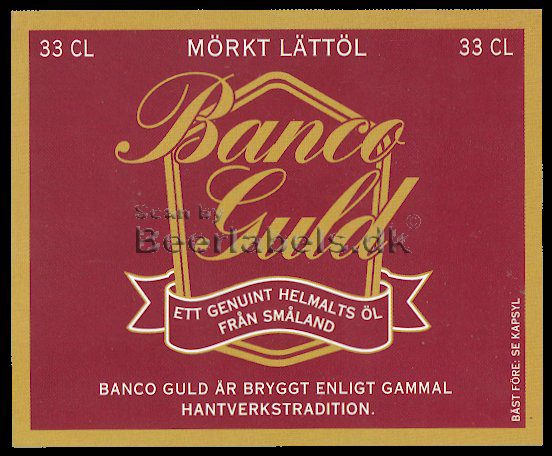 33 CL
MÖRKT LÄTTÖL
33 CL
Banco
Guld
Scan by
Beerlabels.dk
©
ETT GENUINT HELMALTS ÖL
FRÅN SMÅLAND
BANCO GULD ÄR BRYGGT ENLIGT GAMMAL
HANTVERKSTRADITION.
BÄST FÖRE: SE KAPSYL